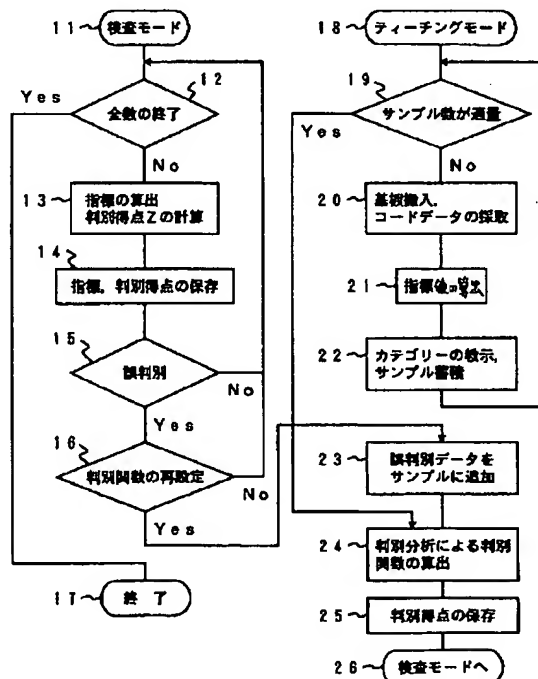 11
検査モード
12
全数の終了
Yes
No
13
指標の算出
判別得点Zの計算
14
指標,判別得点の保存
15
誤判別
No
Yes
16
判別関数の再設定
No
Yes
17
終 了
18
ティーチングモード
19
サンプル数が適量
Yes
No
20
基板搬入,
コードデータの採取
21
指標
22
カテゴリーの教示,
サンプル蓄積
23
誤判別データを
サンプルに追加
24
判別分析による判別
関数の算出
25
判別得点の保存
26
検査モードへ